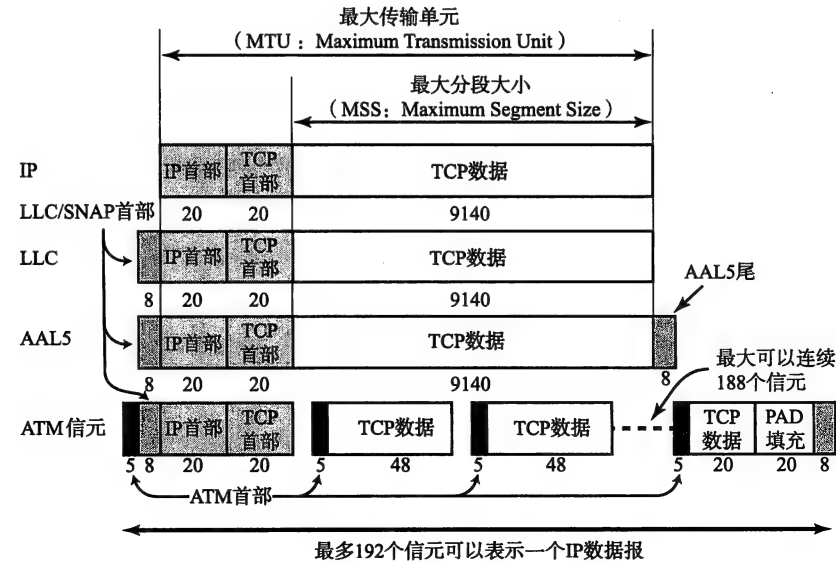 最大传输单元
（MTU：Maximum Transmission Unit）
最大分段大小
（MSS：Maximum Segment Size）
IP
IP首部
TCP
首部
TCP数据
LLC/SNAP首部
20
20
9140
LLC
IP首部
TCP
首部
TCP数据
8
20
20
9140
AAL5尾
AAL5
IP首部
TCP
首部
TCP数据
8
20
20
9140
8
最大可以连续
188个信元
ATM信元
IP首部
TCP
首部
TCP数据
TCP数据
TCP
数据
PAD
填充
5
8
20
20
5
48
5
48
5
20
20
8
ATM首部
最多192个信元可以表示一个IP数据报